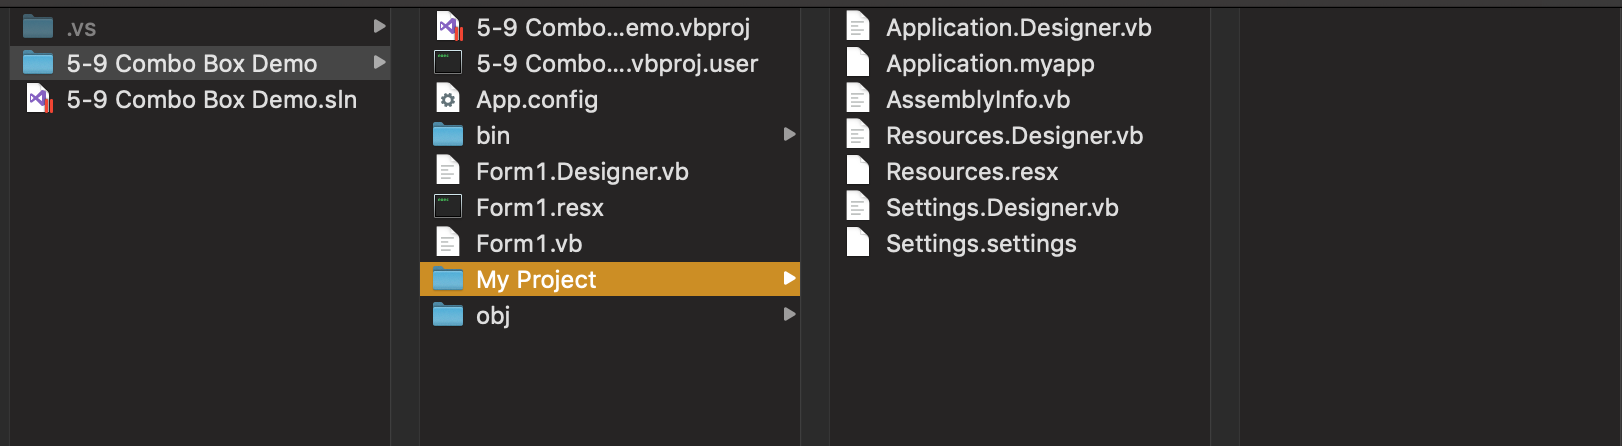 .vs
5-9 Combo Box Demo
5-9 Combo Box Demo.sln
5-9 Combo...emo.vbproj
5-9 Combo....vbproj.user
App.config
bin
Form1.Designer.vb
Form1.resx
Form1.vb
My Project
obj
Application.Designer.vb
Application.myapp
AssemblyInfo.vb
Resources.Designer.vb
Resources.resx
Settings.Designer.vb
Settings.settings